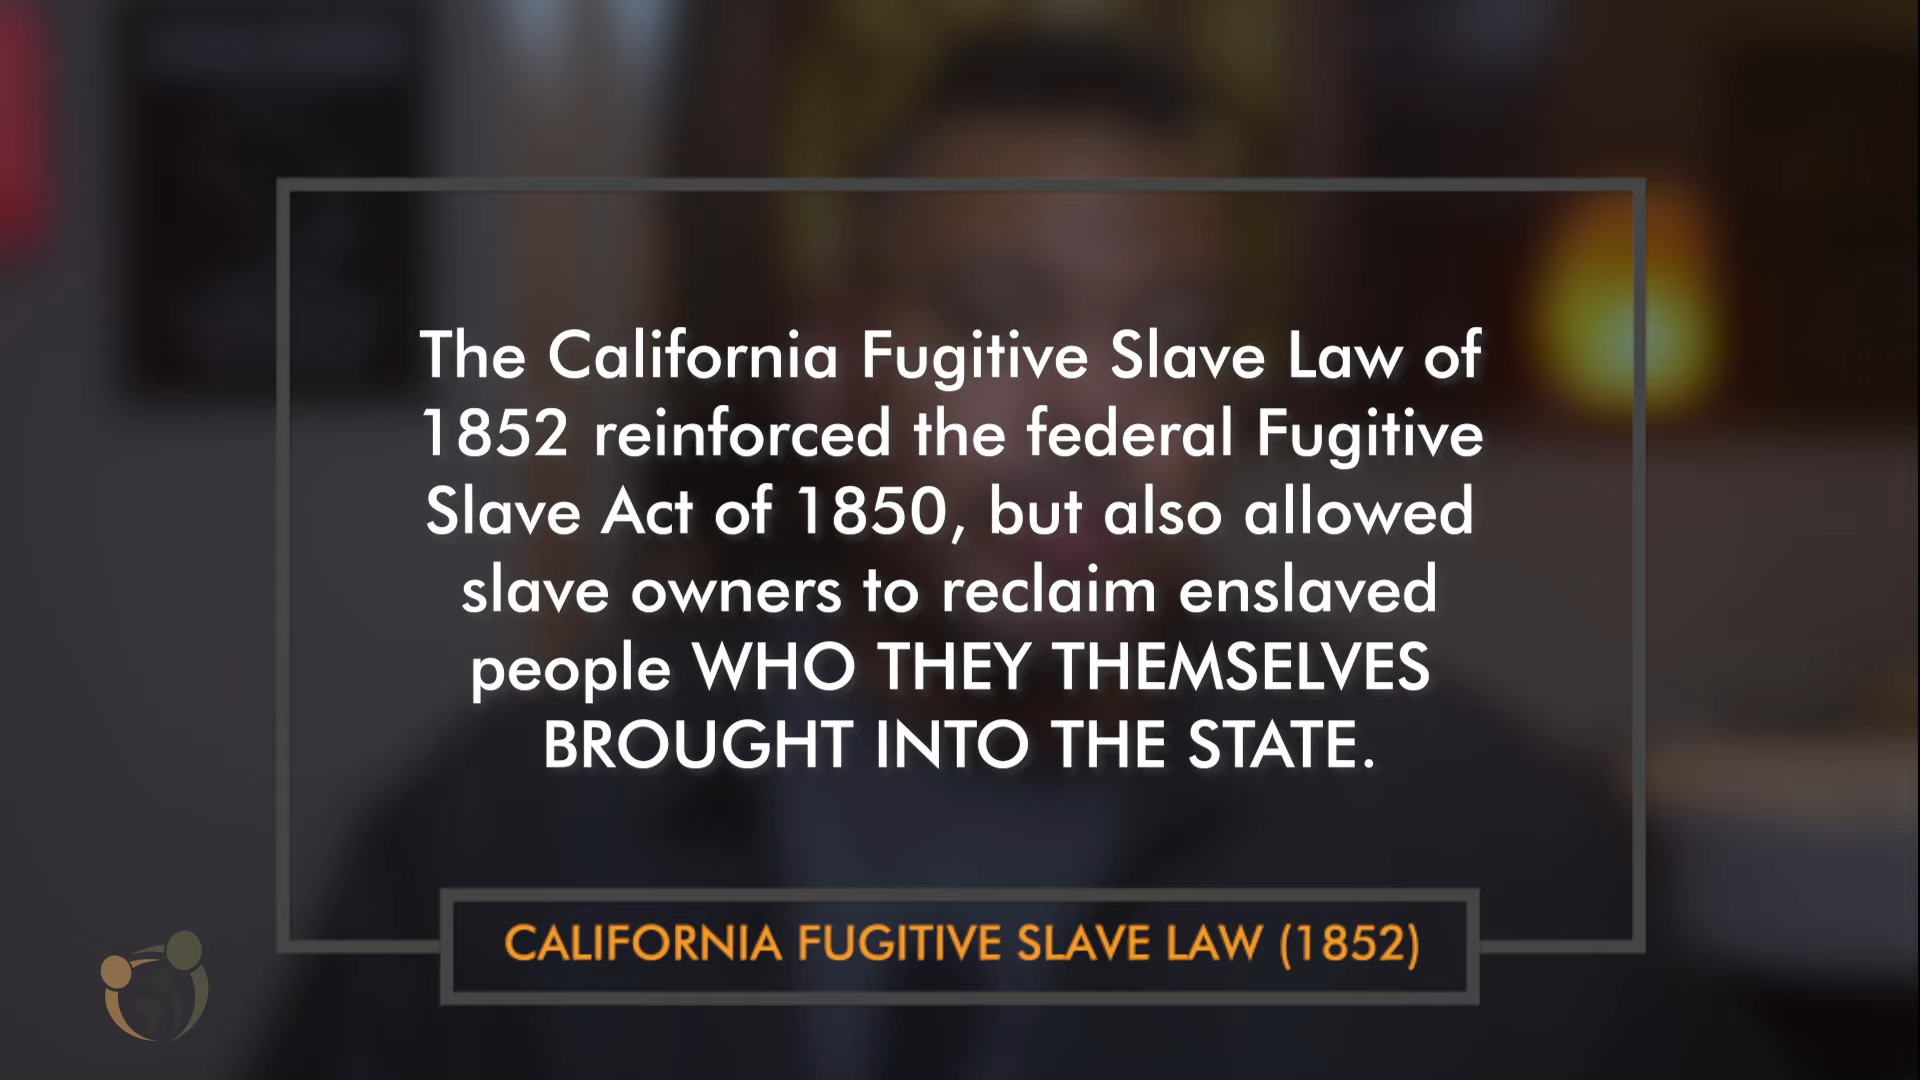 The California Fugitive Slave Law of
1852 reinforced the federal Fugitive
Slave Act of 1850, but also allowed
slave owners to reclaim enslaved
people WHO THEY THEMSELVES
BROUGHT INTO THE STATE.
CALIFORNIA FUGITIVE SLAVE LAW (1852)